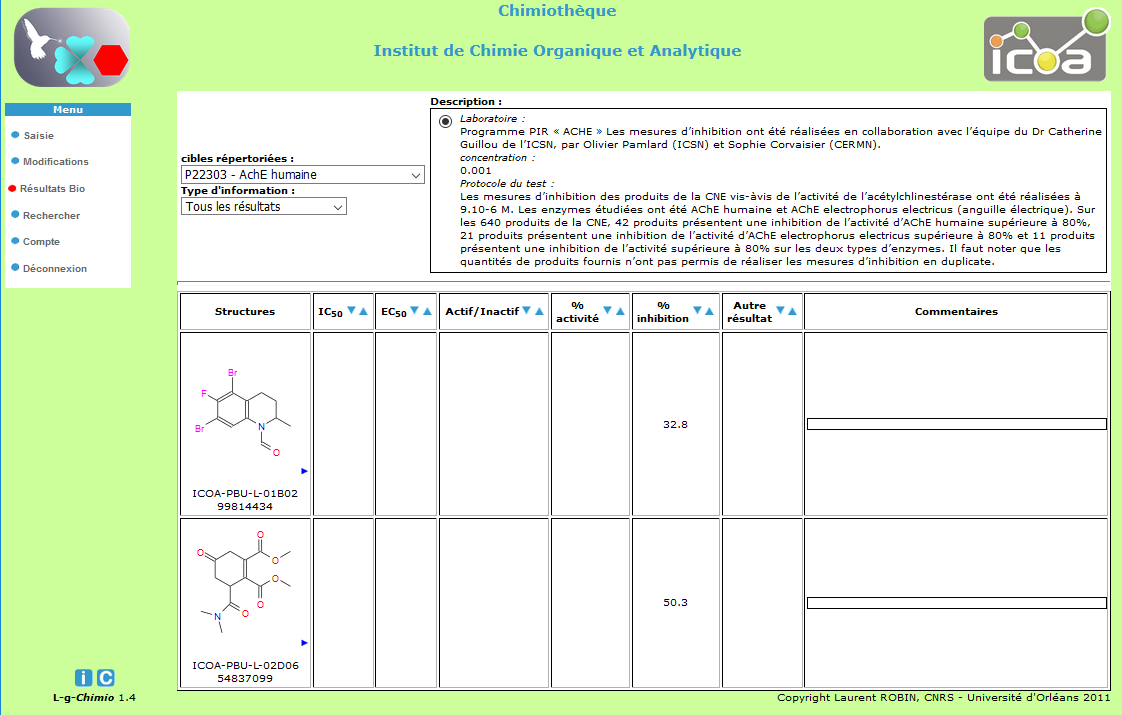 Chimiothèque
Institut de Chimie Organique et Analytique
icoa
Menu
Saisie
Modifications
Résultats Bio
Rechercher
Compte
Déconnexion
cibles répertoriées :
P22303 - AchE humaine
Type d'information :
Tous les résultats
Description :
Laboratoire :
Programme PIR « ACHE » Les mesures d’inhibition ont été réalisées en collaboration avec l’équipe du Dr Catherine
Guillou de l’ICSN, par Olivier Pamlard (ICSN) et Sophie Corvaisier (CERMN).
concentration :
0.001
Protocole du test :
Les mesures d’inhibition des produits de la CNE vis-àvis de l’activité de l’acétylchlinestérase ont été réalisées à
9.10-6 M. Les enzymes étudiées ont été AChE humaine et AChE electrophorus electricus (anguille électrique). Sur
les 640 produits de la CNE, 42 produits présentent une inhibition de l’activité d’AChE humaine supérieure à 80%,
21 produits présentent une inhibition de l’activité d’AChE electrophorus electricus supérieure à 80% et 11 produits
présentent une inhibition de l’activité supérieure à 80% sur les deux types d’enzymes. Il faut noter que les
quantités de produits fournis n’ont pas permis de réaliser les mesures d’inhibition en duplicate.
Structures
IC50
EC50
Actif/Inactif
%
activité
%
inhibition
Autre
résultat
Commentaires
Br
F
Br
N
O
ICOA-PBU-L-01B02
99814434
32.8
O
O
O
O
O
N
O
ICOA-PBU-L-02D06
54837099
50.3
i C
L-g-Chimio 1.4
Copyright Laurent ROBIN, CNRS - Université d'Orléans 2011